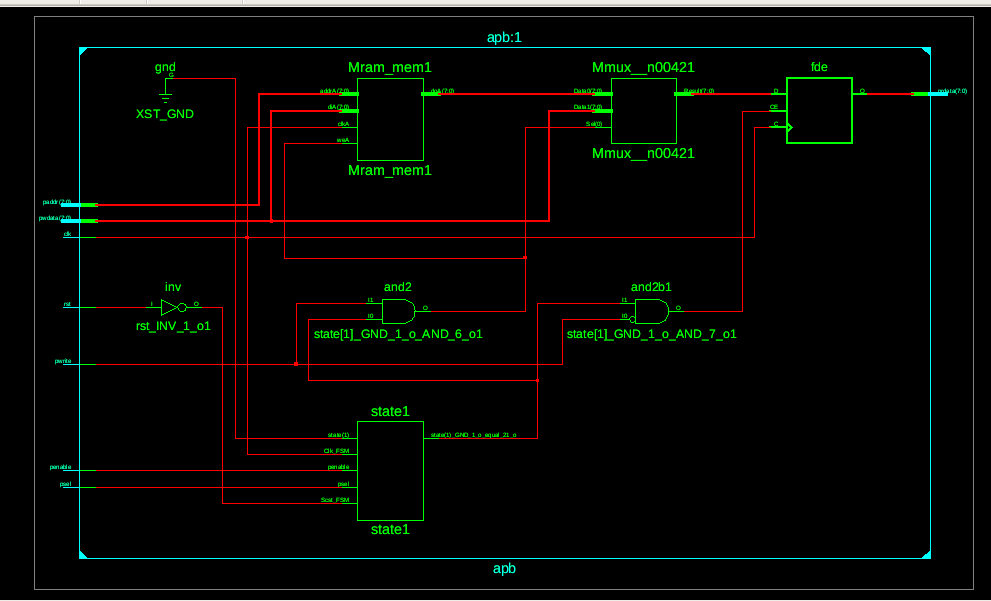 apb:1
gnd
G
XST_GND
Mram_mem1
addrA(7:0)
diA(7:0)
clkA
weA
doA(7:0)
Mram_mem1
Mmux__n00421
Data0(7:0)
Data1(7:0)
Sel(0)
Result(7:0)
Mmux__n00421
fde
D
CE
C
Q
prdata(7:0)
paddr(7:0)
pwdata(7:0)
clk
rst
inv
I
O
rst_INV_1_o1
and2
I1
I0
O
state[1]_GND_1_o_AND_6_o1
and2b1
I1
I0
O
state[1]_GND_1_o_AND_7_o1
pwrite
state1
state(1)
Clk_FSM
penable
psel
state(1)_GND_1_o_equal_21_o
state1
penable
psel
apb